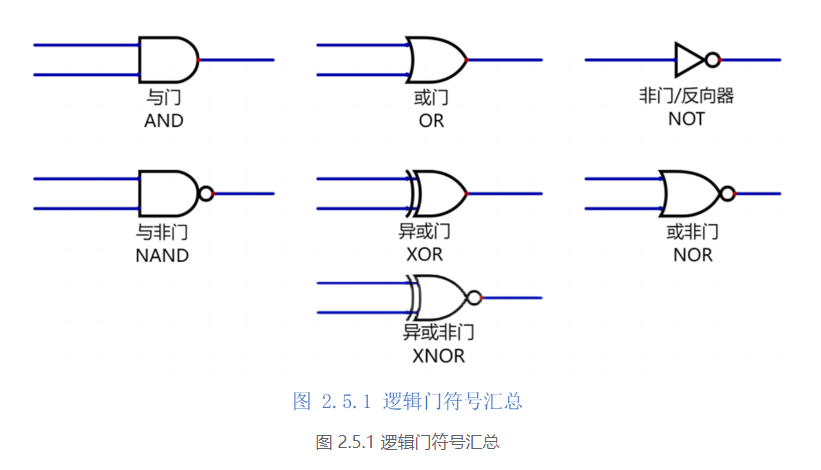 与门
AND
或门
OR
非门/反向器
NOT
与非门
NAND
异或门
XOR
或非门
NOR
异或非门
XNOR
图 2.5.1 逻辑门符号汇总
图 2.5.1 逻辑门符号汇总